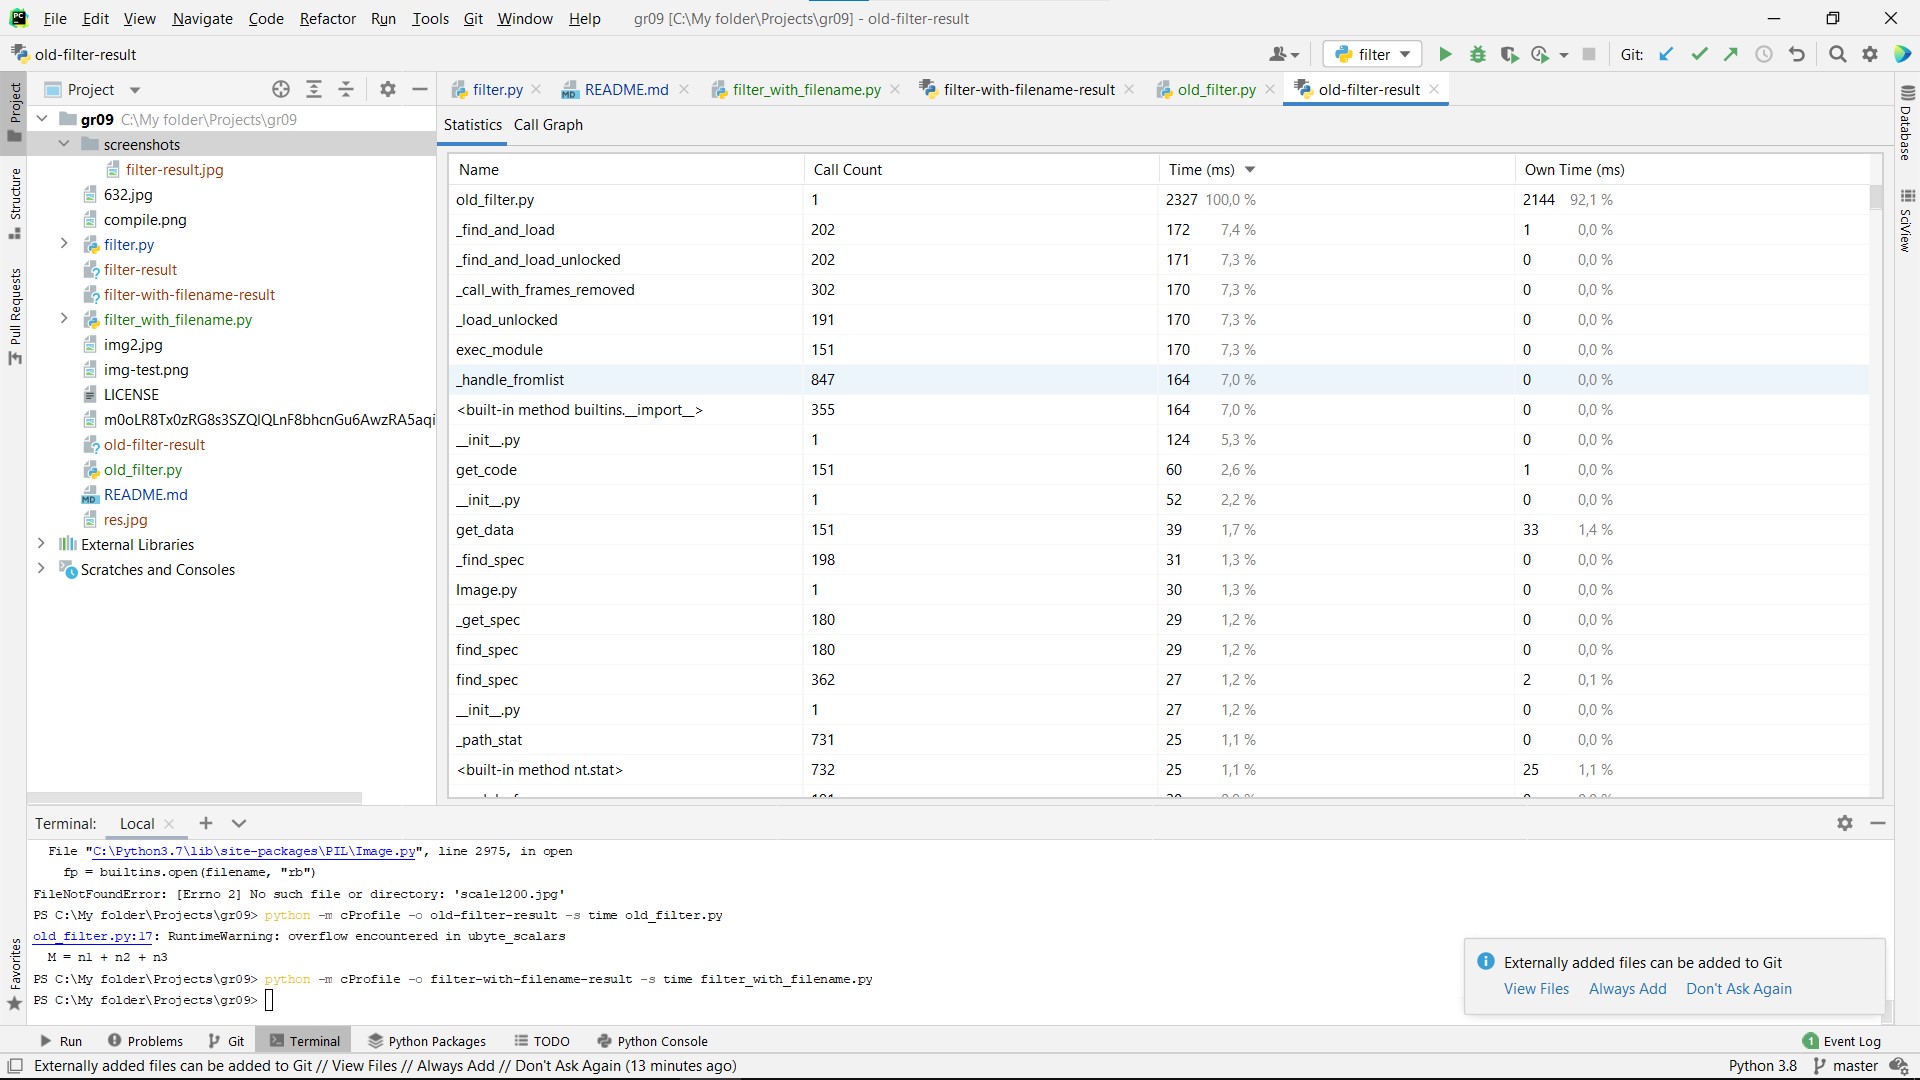 File Edit View Navigate Code Refactor Run Tools Git Window Help gr09 [C:\My folder\Projects\gr09] - old-filter-result
old-filter-result filter Git:
Project filter.py README.md filter_with_filename.py filter-with-filename-result old_filter.py old-filter-result
Project
Structure
Pull Requests
Favorites
gr09 C:\My folder\Projects\gr09
screenshots
filter-result.jpg
632.jpg
compile.png
filter.py
filter-result
filter-with-filename-result
filter_with_filename.py
img2.jpg
img-test.png
LICENSE
m0oLR8Tx0zRG8s3SZQIQLnF8bhcnGu6AwzRA5aqi
old-filter-result
old_filter.py
README.md
res.jpg
External Libraries
Scratches and Consoles
Statistics Call Graph
Name Call Count Time (ms) Own Time (ms)
old_filter.py 1 2327 100,0 % 2144 92,1 %
_find_and_load 202 172 7,4 % 1 0,0 %
_find_and_load_unlocked 202 171 7,3 % 0 0,0 %
_call_with_frames_removed 302 170 7,3 % 0 0,0 %
_load_unlocked 191 170 7,3 % 0 0,0 %
exec_module 151 170 7,3 % 0 0,0 %
_handle_fromlist 847 164 7,0 % 0 0,0 %
<built-in method builtins.__import__> 355 164 7,0 % 0 0,0 %
__init__.py 1 124 5,3 % 0 0,0 %
get_code 151 60 2,6 % 1 0,0 %
__init__.py 1 52 2,2 % 0 0,0 %
get_data 151 39 1,7 % 33 1,4 %
_find_spec 198 31 1,3 % 0 0,0 %
Image.py 1 30 1,3 % 0 0,0 %
_get_spec 180 29 1,2 % 0 0,0 %
find_spec 180 29 1,2 % 0 0,0 %
find_spec 362 27 1,2 % 2 0,1 %
__init__.py 1 27 1,2 % 0 0,0 %
_path_stat 731 25 1,1 % 0 0,0 %
<built-in method nt.stat> 732 25 1,1 % 25 1,1 %
Database
SciView
Terminal: Local
File "C:\Python3.7\lib\site-packages\PIL\Image.py", line 2975, in open
fp = builtins.open(filename, "rb")
FileNotFoundError: [Errno 2] No such file or directory: 'scale1200.jpg'
PS C:\My folder\Projects\gr09> python -m cProfile -o old-filter-result -s time old_filter.py
old_filter.py:17: RuntimeWarning: overflow encountered in ubyte_scalars
M = n1 + n2 + n3
PS C:\My folder\Projects\gr09> python -m cProfile -o filter-with-filename-result -s time filter_with_filename.py
PS C:\My folder\Projects\gr09>
Externally added files can be added to Git
View Files Always Add Don't Ask Again
Run Problems Git Terminal Python Packages TODO Python Console 1 Event Log
Externally added files can be added to Git // View Files // Always Add // Don't Ask Again (13 minutes ago) Python 3.8 master